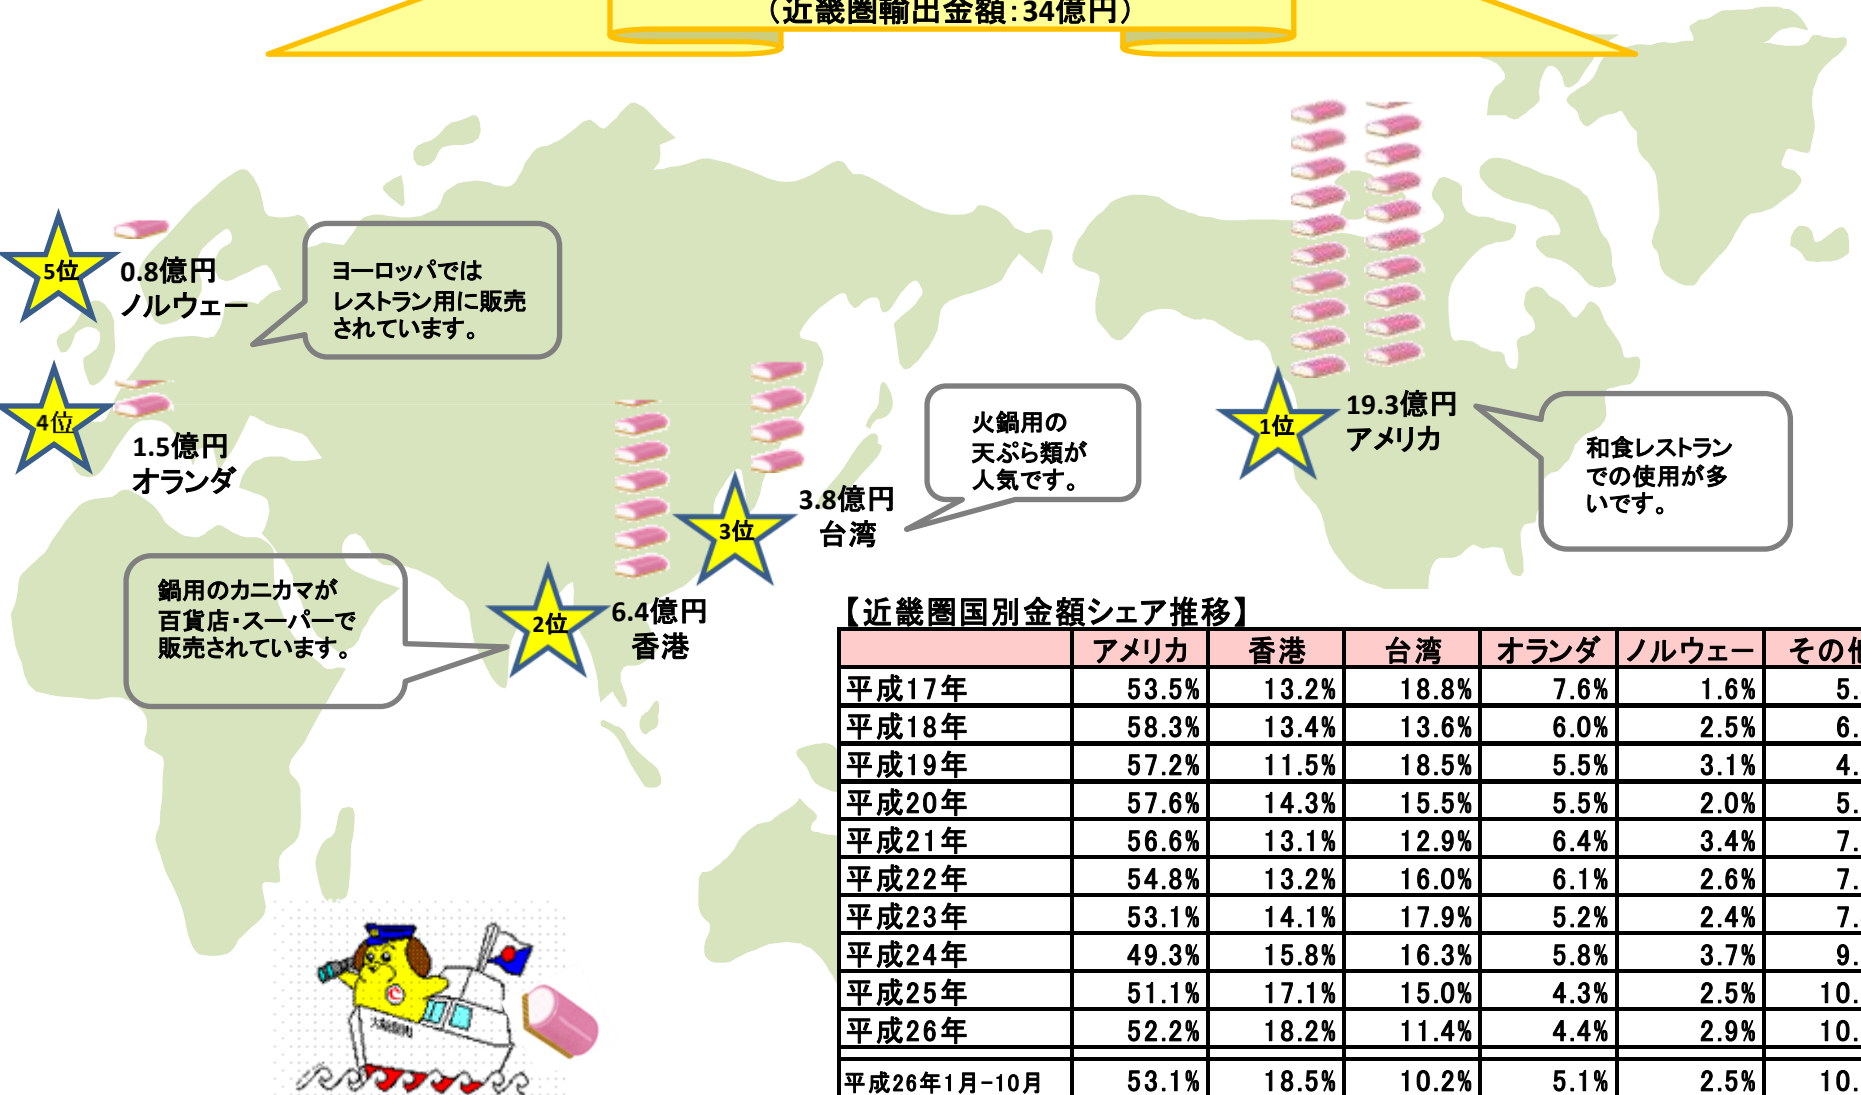 （近畿圏輸出金額：34億円）
5位
0.8億円
ノルウェー
ヨーロッパでは
レストラン用に販売
されています。
4位
1.5億円
オランダ
火鍋用の
天ぷら類が
人気です。
1位
19.3億円
アメリカ
和食レストラン
での使用が多
いです。
3位
3.8億円
台湾
鍋用のカニカマが
百貨店・スーパーで
販売されています。
2位
6.4億円
香港
【近畿圏国別金額シェア推移】
アメリカ 香港 台湾 オランダ ノルウェー その他
平成17年 53.5% 13.2% 18.8% 7.6% 1.6% 5.
平成18年 58.3% 13.4% 13.6% 6.0% 2.5% 6.
平成19年 57.2% 11.5% 18.5% 5.5% 3.1% 4.
平成20年 57.6% 14.3% 15.5% 5.5% 2.0% 5.
平成21年 56.6% 13.1% 12.9% 6.4% 3.4% 7.
平成22年 54.8% 13.2% 16.0% 6.1% 2.6% 7.
平成23年 53.1% 14.1% 17.9% 5.2% 2.4% 7.
平成24年 49.3% 15.8% 16.3% 5.8% 3.7% 9.
平成25年 51.1% 17.1% 15.0% 4.3% 2.5% 10.
平成26年 52.2% 18.2% 11.4% 4.4% 2.9% 10.
平成26年1月-10月 53.1% 18.5% 10.2% 5.1% 2.5% 10.